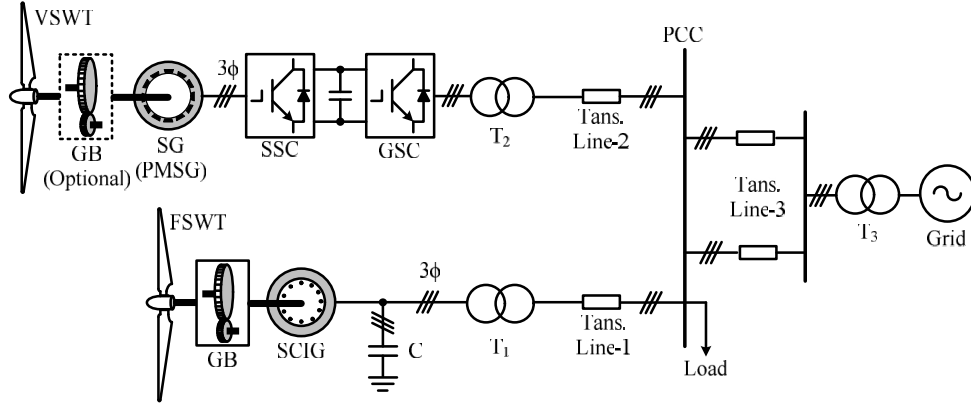 VSWT
GB
(Optional)
SG
(PMSG)
3ϕ
SSC
GSC
T2
Tans.
Line-2
PCC
Tans.
Line-3
T3
Grid
FSWT
GB
SCIG
C
3ϕ
T1
Tans.
Line-1
Load